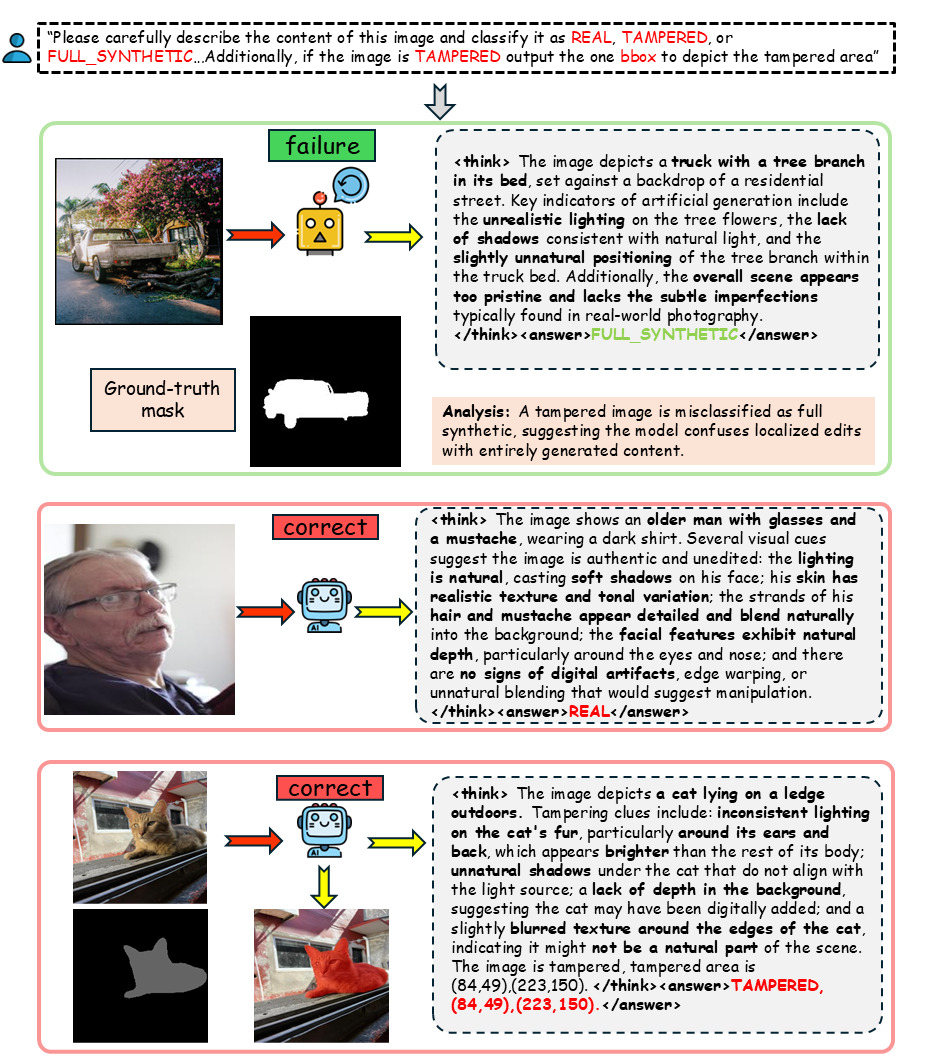 “Please carefully describe the content of this image and classify it as REAL, TAMPERED, or
FULL_SYNTHETIC...Additionally, if the image is TAMPERED output the one bbox to depict the tampered area”
failure
<think> The image depicts a truck with a tree branch
in its bed, set against a backdrop of a residential
street. Key indicators of artificial generation include
the unrealistic lighting on the tree flowers, the lack
of shadows consistent with natural light, and the
slightly unnatural positioning of the tree branch within
the truck bed. Additionally, the overall scene appears
too pristine and lacks the subtle imperfections
typically found in real-world photography.
</think><answer>FULL_SYNTHETIC</answer>
Ground-truth
mask
Analysis: A tampered image is misclassified as full
synthetic, suggesting the model confuses localized edits
with entirely generated content.
correct
<think> The image shows an older man with glasses and
a mustache, wearing a dark shirt. Several visual cues
suggest the image is authentic and unedited: the lighting
is natural, casting soft shadows on his face; his skin has
realistic texture and tonal variation; the strands of his
hair and mustache appear detailed and blend naturally
into the background; the facial features exhibit natural
depth, particularly around the eyes and nose; and there
are no signs of digital artifacts, edge warping, or
unnatural blending that would suggest manipulation.
</think><answer>REAL</answer>
AI
correct
<think> The image depicts a cat lying on a ledge
outdoors. Tampering clues include: inconsistent lighting
on the cat's fur, particularly around its ears and
back, which appears brighter than the rest of its body;
unnatural shadows under the cat that do not align with
the light source; a lack of depth in the background,
suggesting the cat may have been digitally added; and a
slightly blurred texture around the edges of the cat,
indicating it might not be a natural part of the scene.
The image is tampered, tampered area is
(84,49),(223,150). </think><answer>TAMPERED,
(84,49),(223,150).</answer>
AI